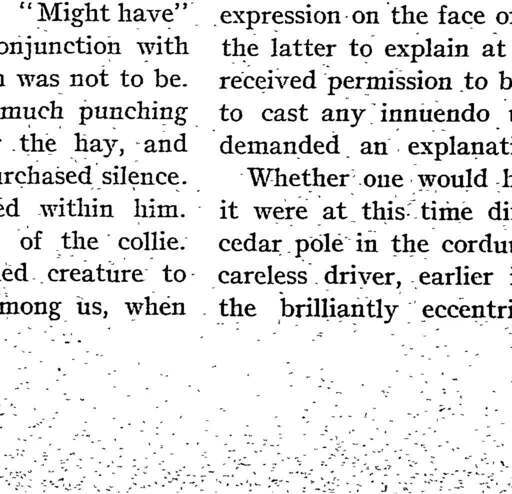 "Might have"
onjunction with
was not to be.
much punching
the hay, and
rchased silence.
ed within him.
of the collie.
ed creature to
mong us, when
expression on the face of
the latter to explain at
received permission to b
to cast any innuendo
demanded an explanati
Whether one would h
it were at this time di
cedar pole in the cordu
careless driver, earlier
the brilliantly eccentri